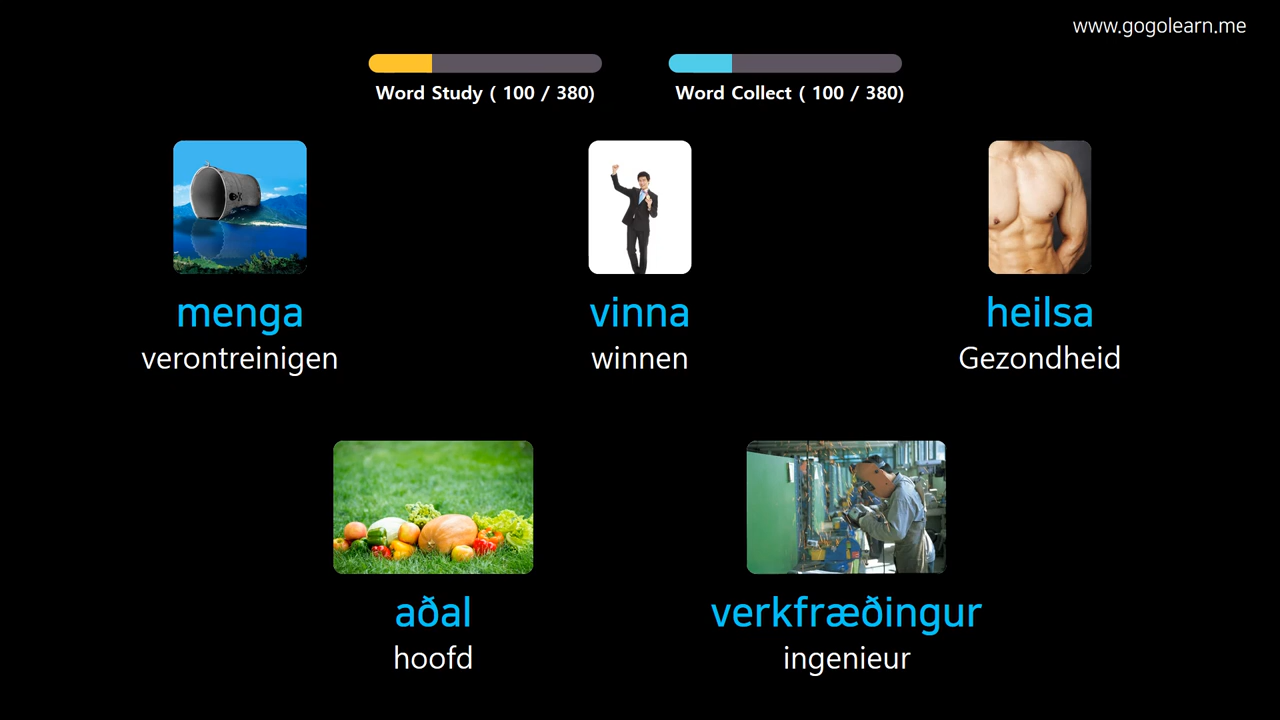 www.gogolearn.me
Word Study ( 100 / 380)
Word Collect ( 100 / 380)
menga
verontreinigen
vinna
winnen
heilsa
Gezondheid
aðal
hoofd
verkfræðingur
ingenieur